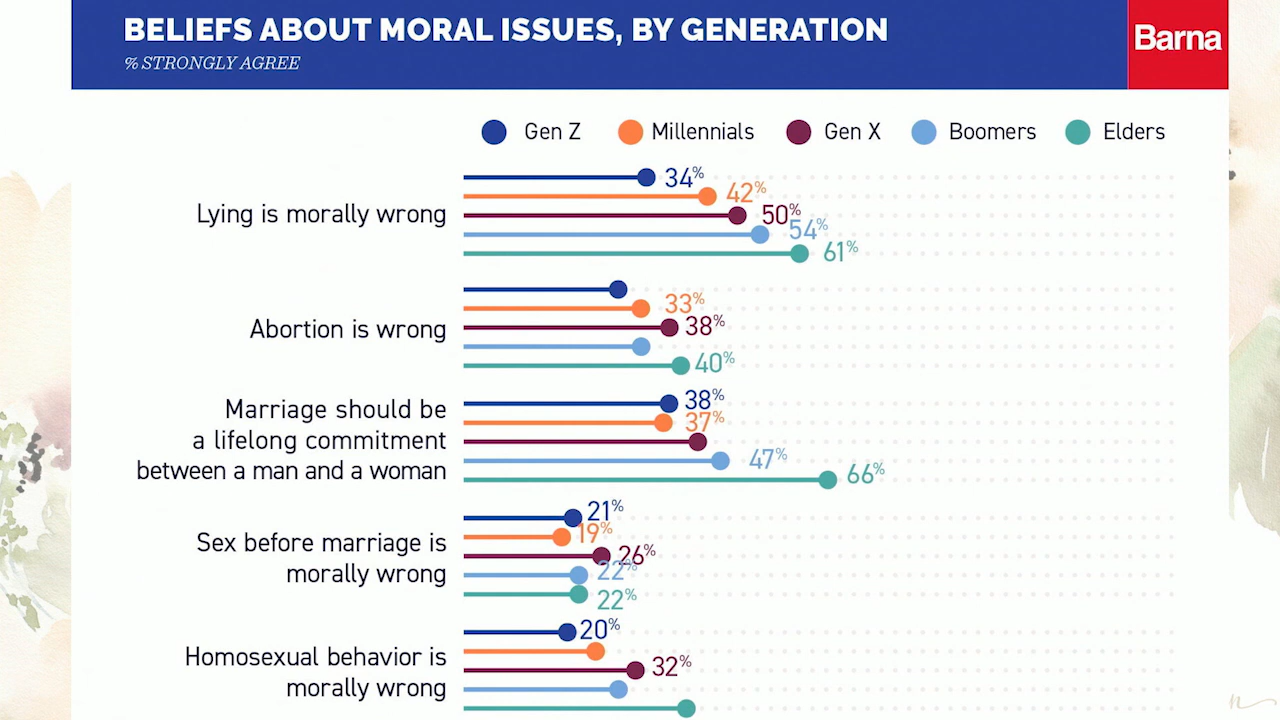 BELIEFS ABOUT MORAL ISSUES, BY GENERATION
% STRONGLY AGREE
Barna
Gen Z
Millennials
Gen X
Boomers
Elders
Lying is morally wrong
34%
42%
50%
54%
61%
Abortion is wrong
33%
38%
40%
Marriage should be
a lifelong commitment
between a man and a woman
38%
37%
47%
66%
Sex before marriage is
morally wrong
21%
19%
26%
22%
22%
Homosexual behavior is
morally wrong
20%
32%